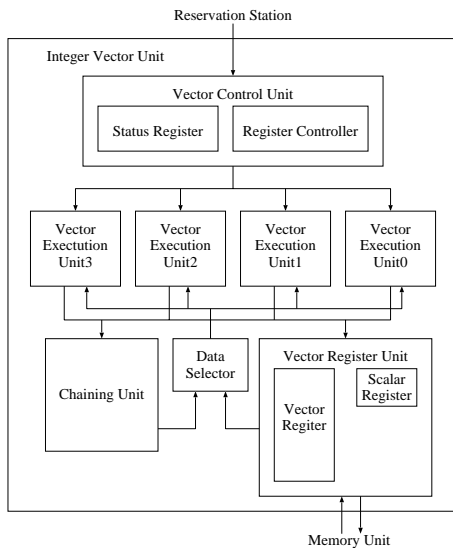 Reservation Station
Integer Vector Unit
Vector Control Unit
Status Register
Register Controller
Vector
Exectution
Unit3
Vector
Execution
Unit2
Vector
Execution
Unit1
Vector
Execution
Unit0
Chaining Unit
Data
Selector
Vector Register Unit
Vector
Regiter
Scalar
Register
Memory Unit